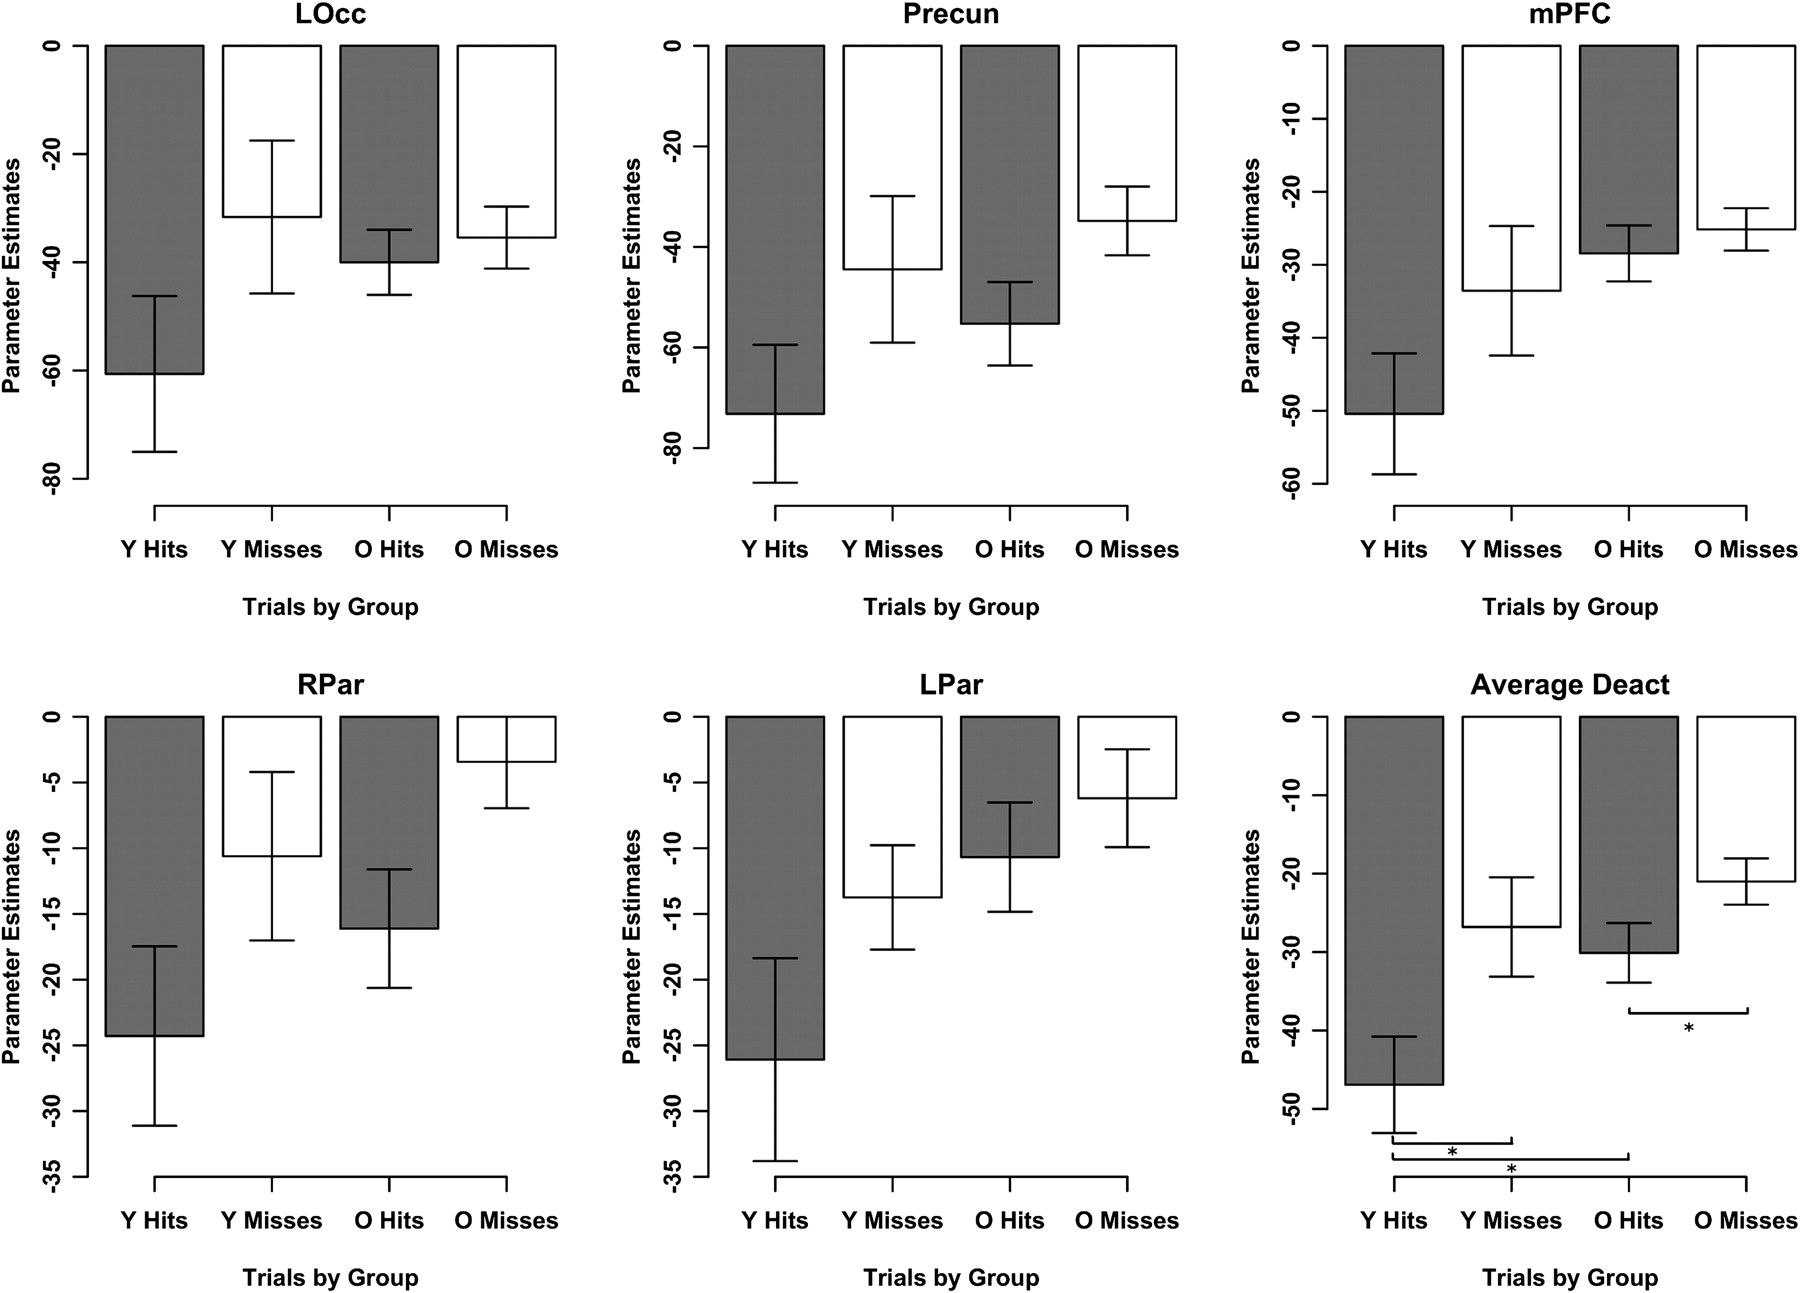 LOcc
Parameter Estimates
0
-20
-40
-60
-80
Y Hits Y Misses O Hits O Misses
Trials by Group
Precun
Parameter Estimates
0
-20
-40
-60
-80
Y Hits Y Misses O Hits O Misses
Trials by Group
mPFC
Parameter Estimates
0
-10
-20
-30
-40
-50
-60
Y Hits Y Misses O Hits O Misses
Trials by Group
RPar
Parameter Estimates
0
-5
-10
-15
-20
-25
-30
-35
Y Hits Y Misses O Hits O Misses
Trials by Group
LPar
Parameter Estimates
0
-5
-10
-15
-20
-25
-30
-35
Y Hits Y Misses O Hits O Misses
Trials by Group
Average Deact
Parameter Estimates
0
-10
-20
-30
-40
-50
*
*
*
Y Hits Y Misses O Hits O Misses
Trials by Group